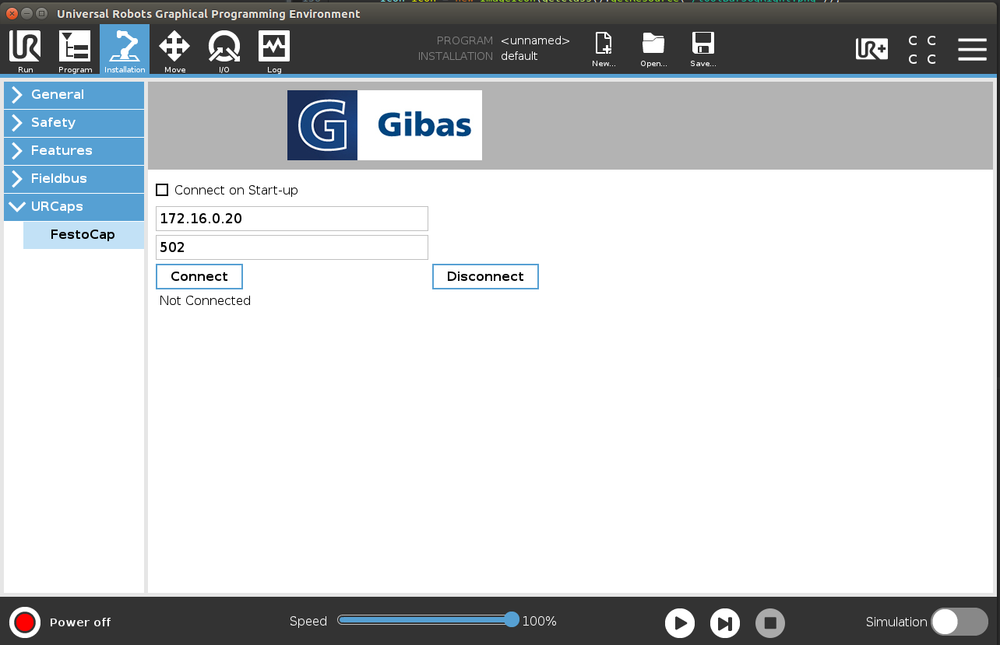 Universal Robots Graphical Programming Environment
UR
Run
Program
Installation
Move
I/O
Log
PROGRAM <unnamed>
INSTALLATION default
New...
Open...
Save...
UR+
C C
C C
General
Safety
Features
Fieldbus
URCaps
FestoCap
G Gibas
Connect on Start-up
172.16.0.20
502
Connect
Disconnect
Not Connected
Power off
Speed
100%
Simulation